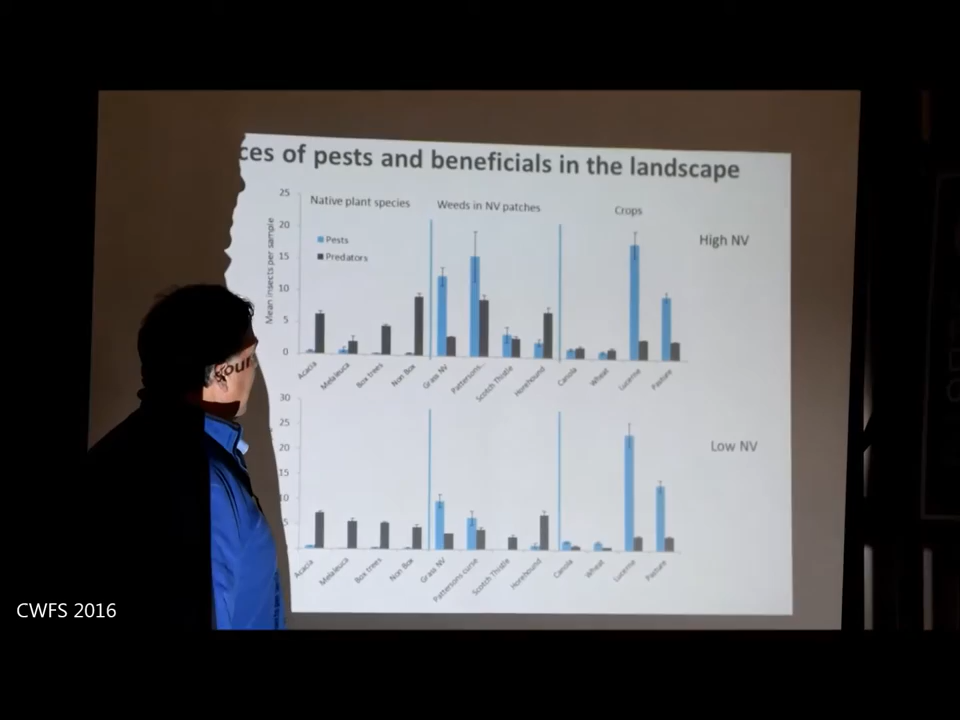 ces of pests and beneficials in the landscape
25
20
15
10
5
0
Mean insects per sample
Native plant species
Weeds in NV patches
Crops
High NV
Pests
Predators
Acacia
Melaleuca
Box trees
Non Box
Grass NV
Pattersons...
Scotch Thistle
Horehound
Canola
Wheat
Lucerne
Pasture
30
25
20
15
10
5
Low NV
Acacia
Melaleuca
Box trees
Non Box
Grass NV
Pattersons curse
Scotch Thistle
Horehound
Canola
Wheat
Lucerne
Pasture
your
CWFS 2016